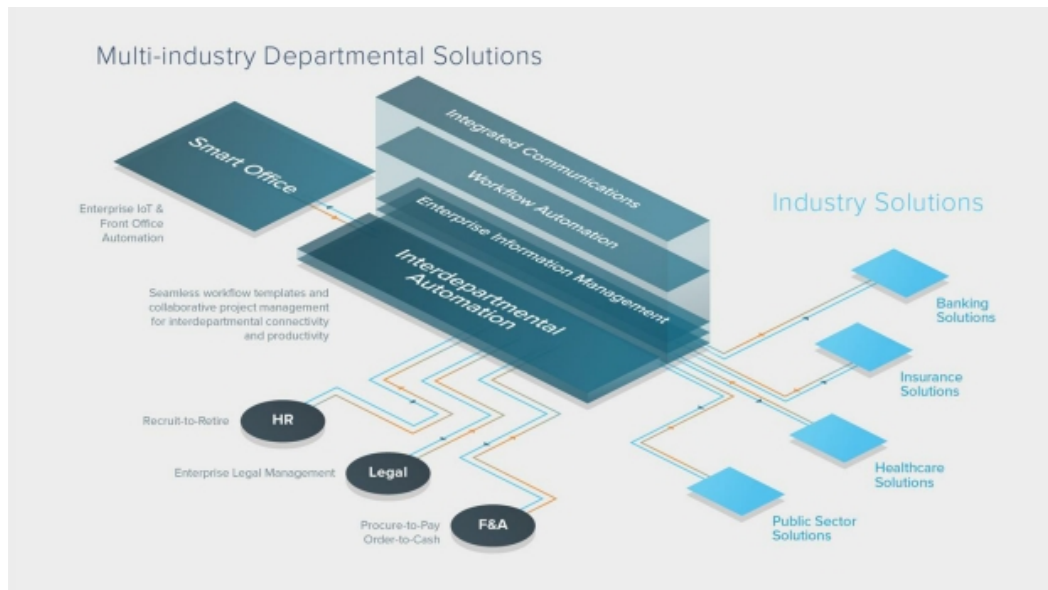 Multi-industry Departmental Solutions
Integrated Communications
Workflow Automation
Enterprise Information Management
Interdepartmental
Automation
Smart Office
Enterprise IoT &
Front Office
Automation
Seamless workflow templates and
collaborative project management
for interdepartmental connectivity
and productivity
Recruit-to-Retire
HR
Enterprise Legal Management
Legal
Procure-to-Pay
Order-to-Cash
F&A
Industry Solutions
Banking
Solutions
Insurance
Solutions
Healthcare
Solutions
Public Sector
Solutions